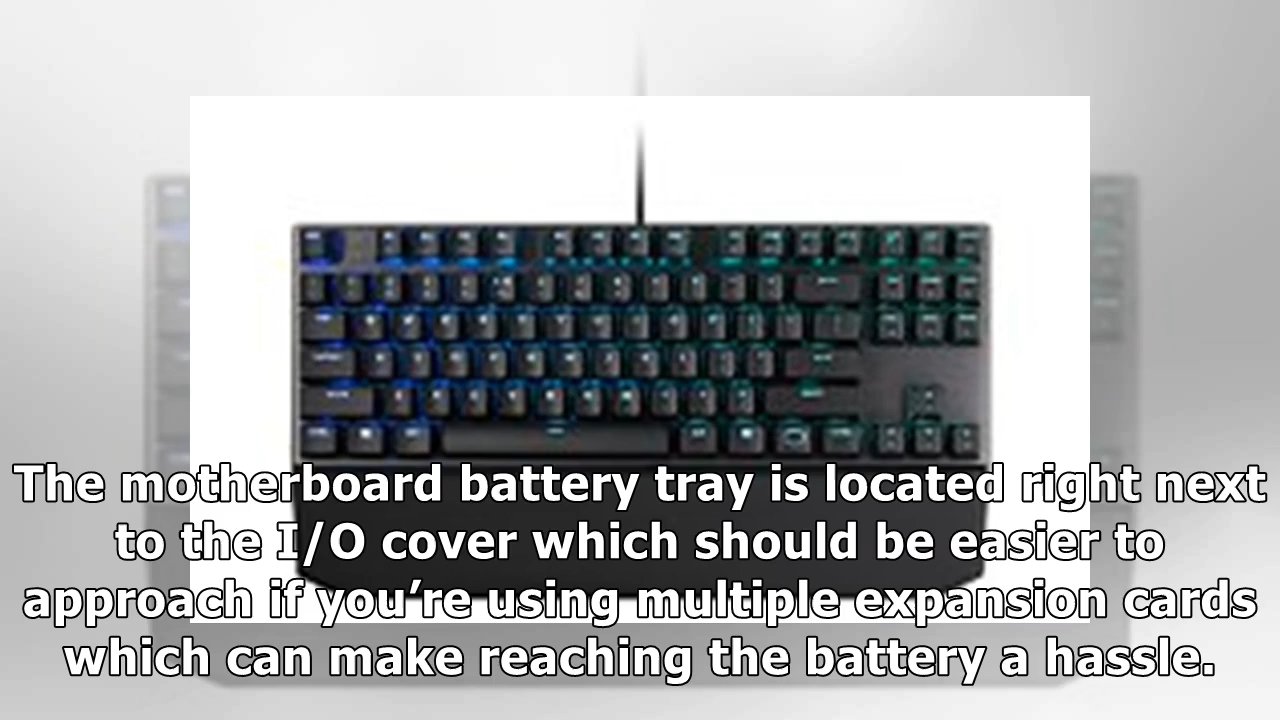 The motherboard battery tray is located right next
to the I/O cover which should be easier to
approach if you’re using multiple expansion cards
which can make reaching the battery a hassle.